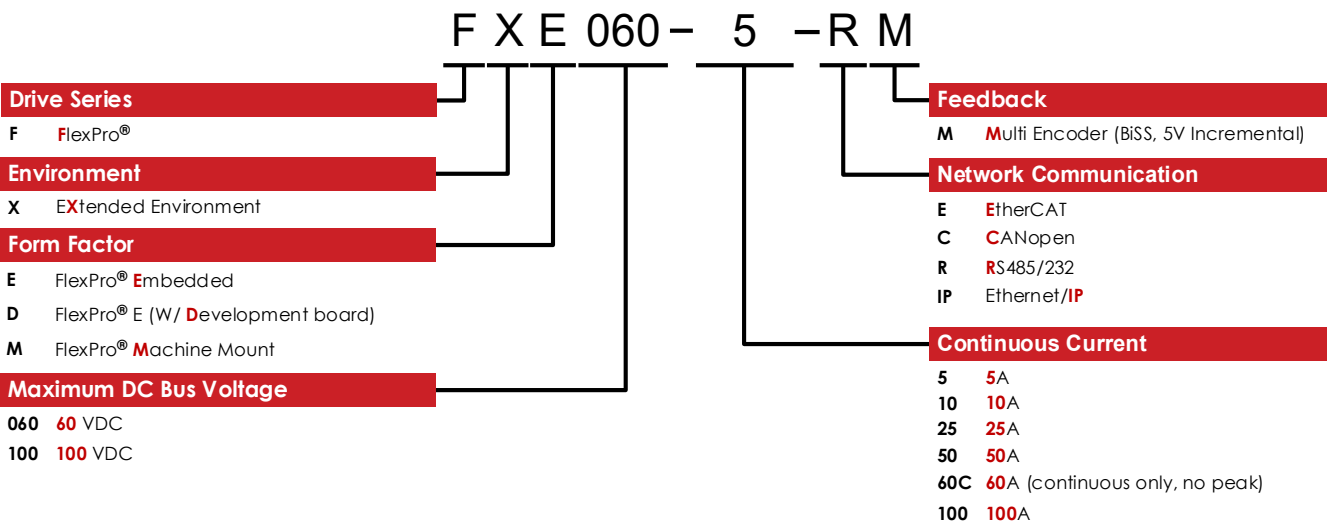 F X E 060 – 5 – R M
Drive Series
F FlexPro®
Environment
X EXtended Environment
Form Factor
E FlexPro® Embedded
D FlexPro® E (W/ Development board)
M FlexPro® Machine Mount
Maximum DC Bus Voltage
060 60 VDC
100 100 VDC
Feedback
M Multi Encoder (BiSS, 5V Incremental)
Network Communication
E EtherCAT
C CANopen
R RS485/232
IP Ethernet/IP
Continuous Current
5 5A
10 10A
25 25A
50 50A
60C 60A (continuous only, no peak)
100 100A